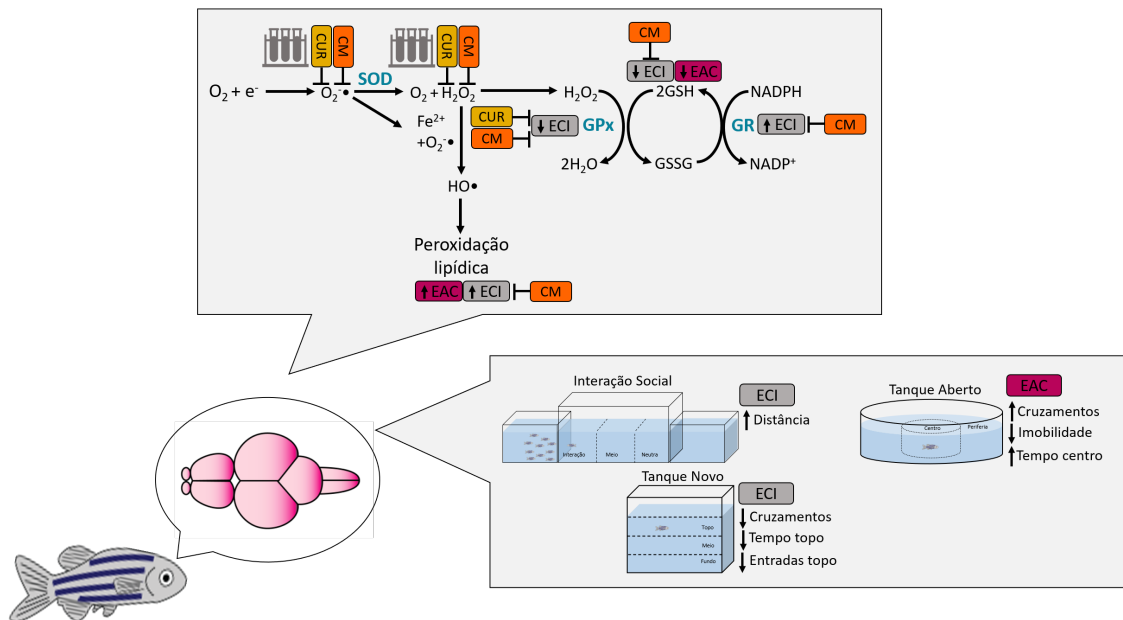 CUR
CM
CUR
CM
CM
↓ ECI
↓ EAC
O₂ + e⁻
O₂⁻•
SOD
O₂ + H₂O₂
H₂O₂
2GSH
NADPH
Fe²⁺
+O₂⁻•
CUR
CM
↓ ECI
GPx
GR
↑ ECI
CM
2H₂O
GSSG
NADP⁺
HO•
Peroxidação
lipídica
↑ EAC
↑ ECI
CM
Interação Social
ECI
↑ Distância
Interação
Meio
Neutra
Tanque Aberto
EAC
↑ Cruzamentos
↓ Imobilidade
↑ Tempo centro
Centro
Periferia
Tanque Novo
ECI
↓ Cruzamentos
↓ Tempo topo
↓ Entradas topo
Topo
Meio
Fundo